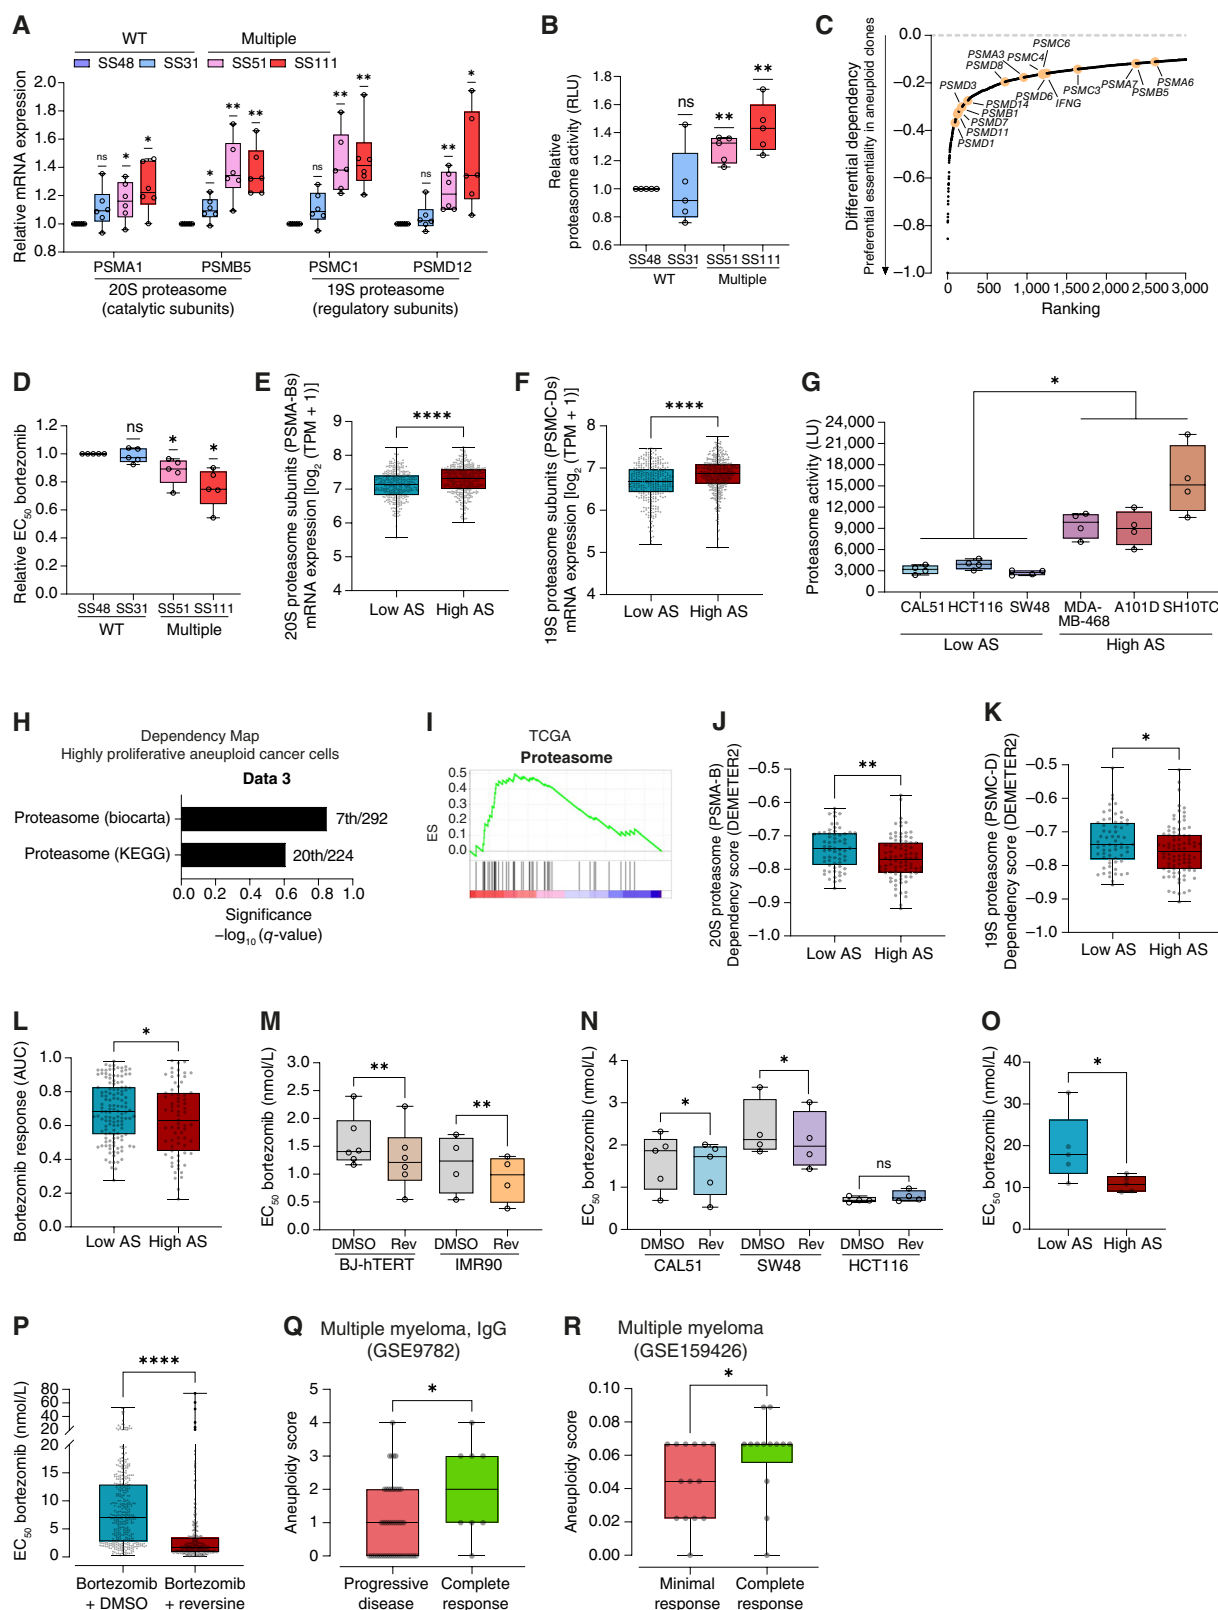 A
WT Multiple
SS48 SS31 SS51 SS111
Relative mRNA expression
2.0
1.8
1.6
1.4
1.2
1.0
0.8
ns * * * ** ** ns ** ** ns ** *
PSMA1 PSMB5 PSMC1 PSMD12
20S proteasome 19S proteasome
(catalytic subunits) (regulatory subunits)
B
Relative
proteasome activity (RLU)
1.8
1.6
1.4
1.2
1.0
0.8
0.6
ns ** **
SS48 SS31 SS51 SS111
WT Multiple
C
Differential dependency
Preferential essentiality in aneuploid clones
0.0
−0.2
−0.4
−0.6
−0.8
−1.0
PSMC6
PSMA3 PSMC4
PSMD8
PSMD3
PSMD14
PSMB1
PSMD7
PSMD11
PSMD1
PSMD6 IFNG
PSMC3 PSMA7 PSMB5 PSMA6
0 500 1,000 1,500 2,000 2,500 3,000
Ranking
D
Relative EC50 bortezomib
1.2
1.0
0.8
0.6
0.4
0.2
0.0
ns * *
SS48 SS31 SS51 SS111
WT Multiple
E
20S proteasome subunits (PSMA-Bs)
mRNA expression [log2 (TPM + 1)]
9
8
7
6
5
4
****
Low AS High AS
F
19S proteasome subunits (PSMC-Ds)
mRNA expression [log2 (TPM + 1)]
9
8
7
6
5
4
****
Low AS High AS
G
Proteasome activity (LU)
24,000
21,000
18,000
15,000
12,000
9,000
6,000
3,000
0
*
CAL51 HCT116 SW48 MDA-MB-468 A101D SH10TC
Low AS High AS
H
Dependency Map
Highly proliferative aneuploid cancer cells
Data 3
Proteasome (biocarta) 7th/292
Proteasome (KEGG) 20th/224
0.0 0.2 0.4 0.6 0.8 1.0
Significance
−log10 (q-value)
I
TCGA
Proteasome
ES
0.5
0.4
0.3
0.2
0.1
0.0
J
20S proteasome (PSMA-B)
Dependency score (DEMETER2)
−0.5
−0.6
−0.7
−0.8
−0.9
−1.0
**
Low AS High AS
K
19S proteasome (PSMC-D)
Dependency score (DEMETER2)
−0.5
−0.6
−0.7
−0.8
−0.9
−1.0
*
Low AS High AS
L
Bortezomib response (AUC)
1.0
0.8
0.6
0.4
0.2
0.0
*
Low AS High AS
M
EC50 bortezomib (nmol/L)
3.0
2.5
2.0
1.5
1.0
0.5
0.0
** **
DMSO Rev DMSO Rev
BJ-hTERT IMR90
N
EC50 bortezomib (nmol/L)
4
3
2
1
0
* * ns
DMSO Rev DMSO Rev DMSO Rev
CAL51 SW48 HCT116
O
EC50 bortezomib (nmol/L)
40
30
20
10
0
*
Low AS High AS
P
EC50 bortezomib (nmol/L)
80
60
40
20
20
15
10
5
0
****
Bortezomib Bortezomib
+ DMSO + reversine
Q
Multiple myeloma, IgG
(GSE9782)
Aneuploidy score
5
4
3
2
1
0
*
Progressive Complete
disease response
R
Multiple myeloma
(GSE159426)
Aneuploidy score
0.10
0.08
0.06
0.04
0.02
0.00
*
Minimal Complete
response response